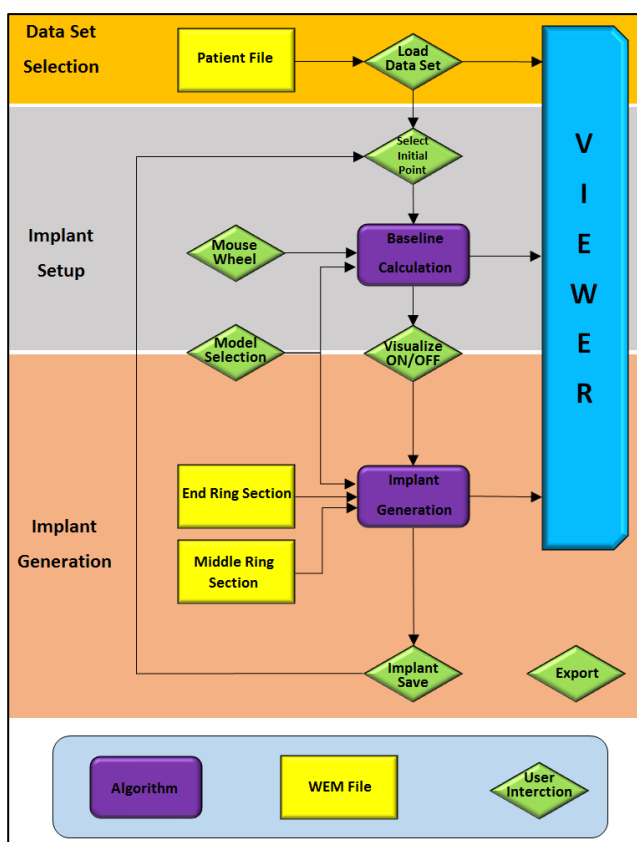 Data Set
Selection
Patient File
Load
Data Set
Select
Initial
Point
Implant
Setup
Mouse
Wheel
Baseline
Calculation
Model
Selection
Visualize
ON/OFF
V
I
E
W
E
R
Implant
Generation
End Ring Section
Middle Ring
Section
Implant
Generation
Implant
Save
Export
Algorithm
WEM File
User
Interction